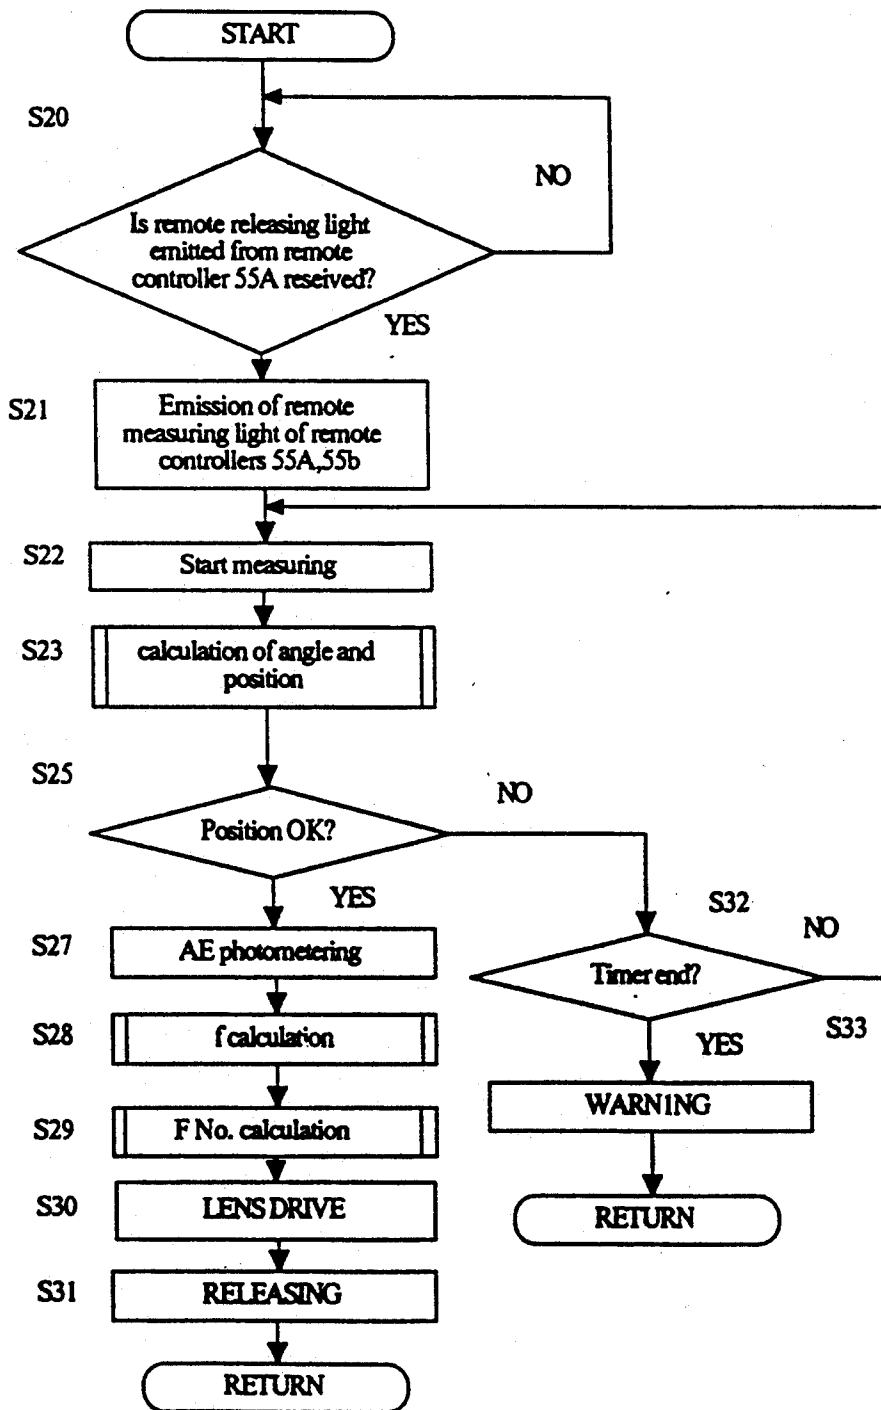 START
S20
NO
Is remote releasing light
emitted from remote
controller 55A reseived?
YES
S21
Emission of remote
measuring light of remote
controllers 55A,55b
S22
Start measuring
S23
calculation of angle and
position
S25
NO
Position OK?
YES
S32
NO
S27
AE photometering
Timer end?
S28
f calculation
S33
YES
S29
F No. calculation
WARN1NG
S30
LENS DRIVE
RETURN
S31
RELEASING
RETURN